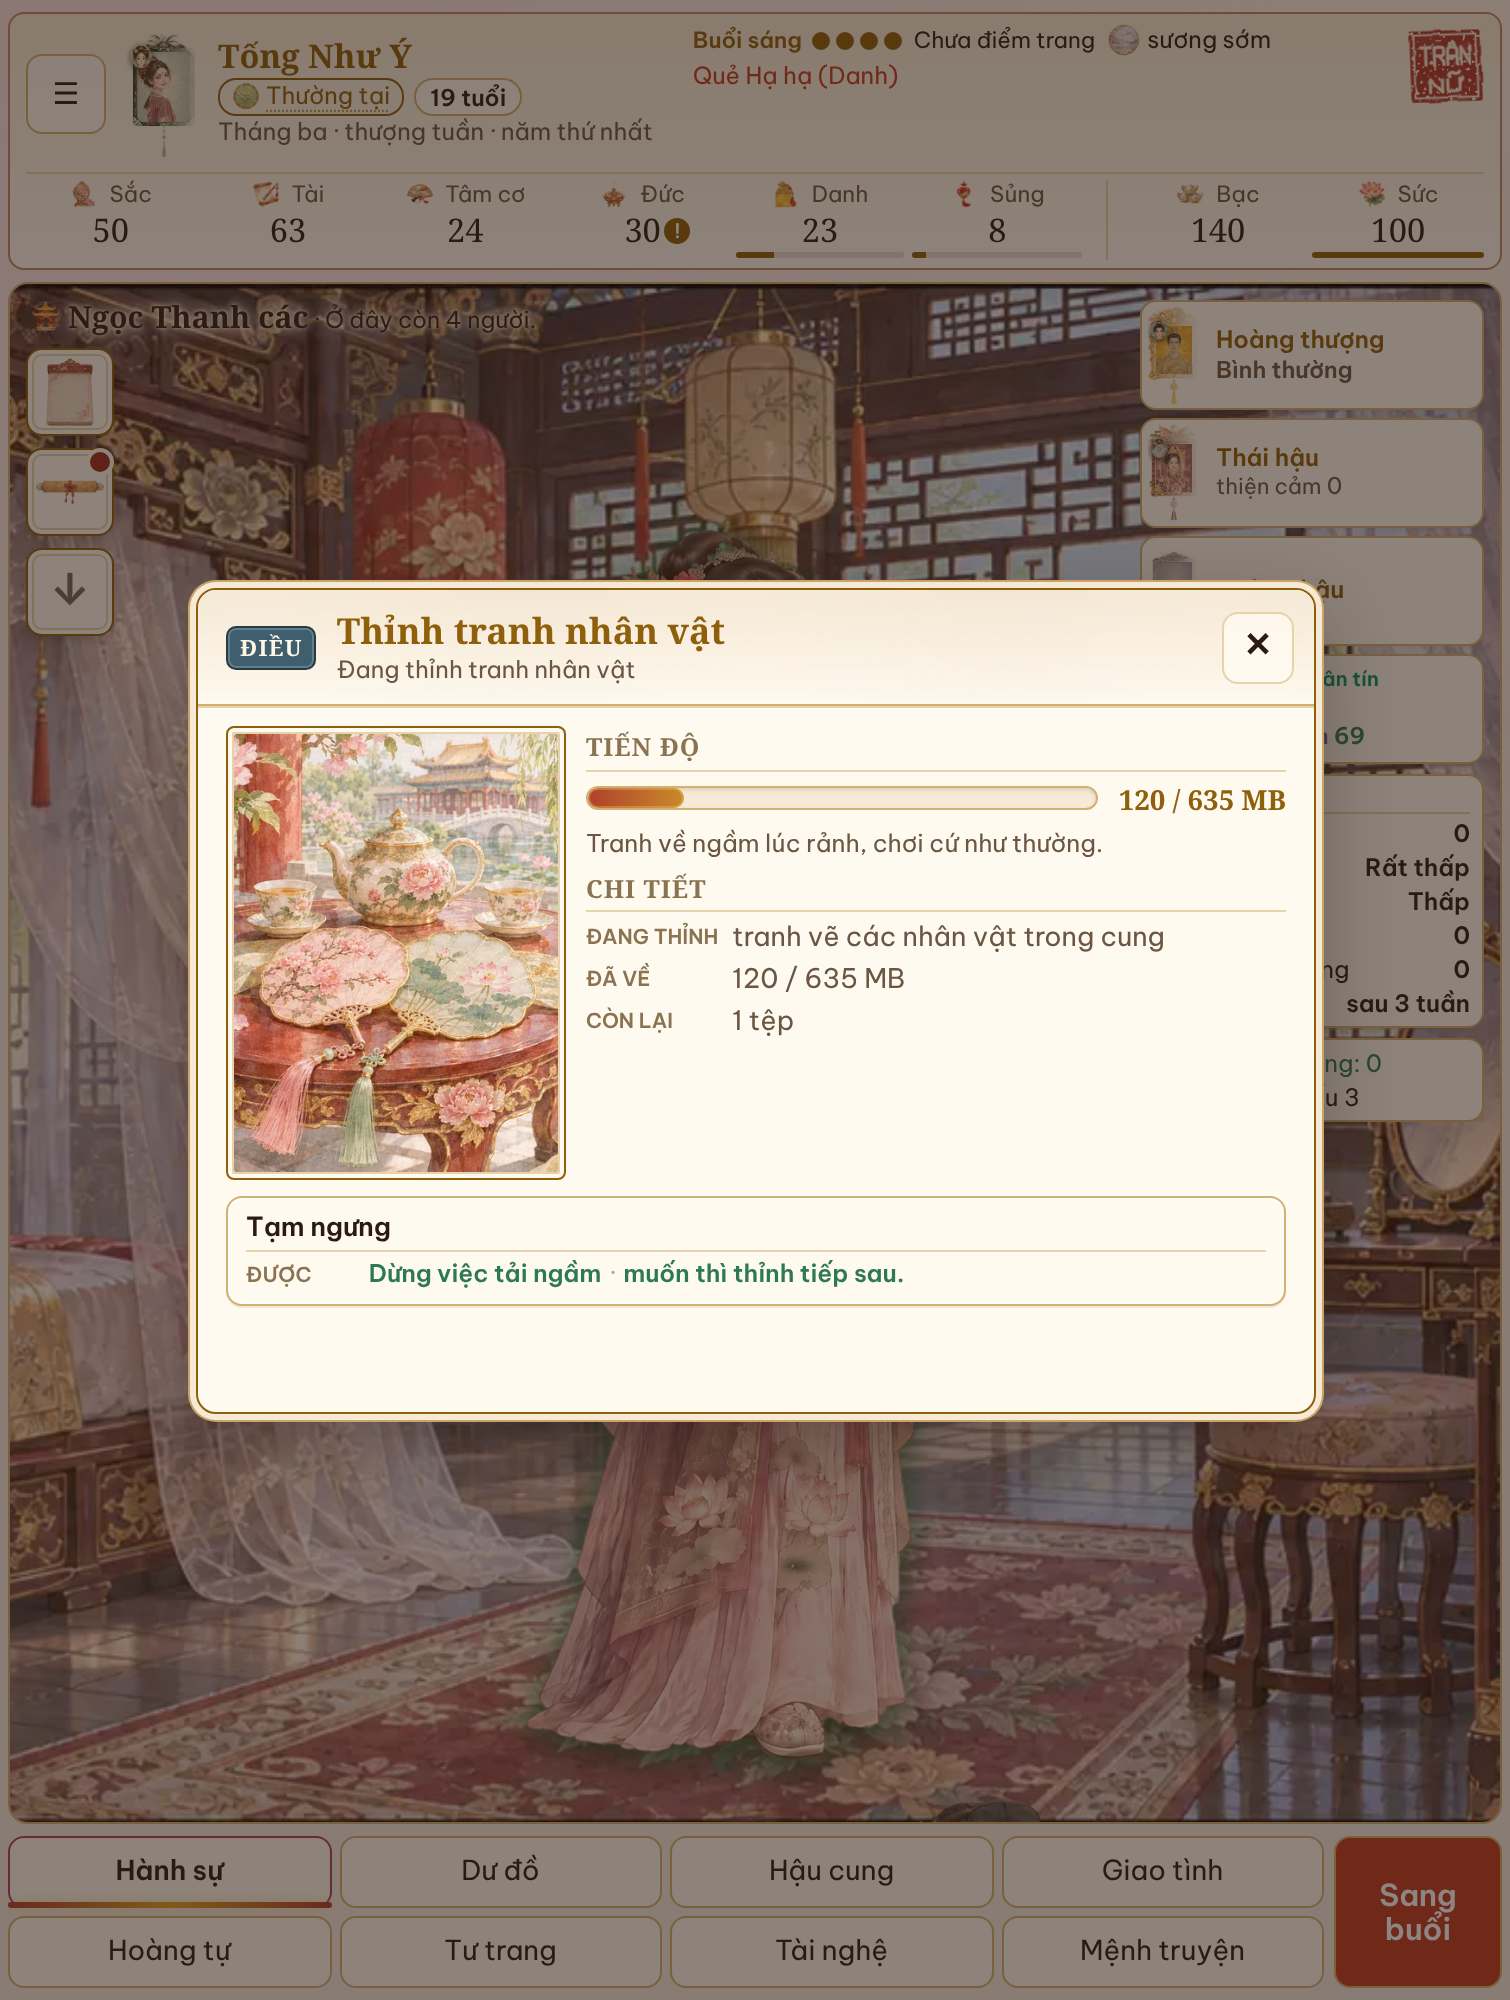 Tống Như Ý
Thường tại
19 tuổi
Tháng ba · thượng tuần · năm thứ nhất
Buổi sáng
Chưa điểm trang
sương sớm
Quẻ Hạ hạ (Danh)
TRÂN NỮ
Sắc
50
Tài
63
Tâm cơ
24
Đức
30
!
Danh
23
Sủng
8
Bạc
140
Sức
100
Ngọc Thanh các · Ở đây còn 4 người.
Hoàng thượng
Bình thường
Thái hậu
thiện cảm 0
ĐIỀU
Thỉnh tranh nhân vật
Đang thỉnh tranh nhân vật
TIẾN ĐỘ
120 / 635 MB
Tranh về ngầm lúc rảnh, chơi cứ như thường.
CHI TIẾT
ĐANG THỈNH tranh vẽ các nhân vật trong cung
ĐÃ VỀ 120 / 635 MB
CÒN LẠI 1 tệp
Tạm ngưng
ĐƯỢC Dừng việc tải ngầm · muốn thì thỉnh tiếp sau.
tín
69
0
Rất thấp
Thấp
0
0
sau 3 tuần
0
3
Hành sự
Dư đồ
Hậu cung
Giao tình
Sang buổi
Hoàng tự
Tư trang
Tài nghệ
Mệnh truyện